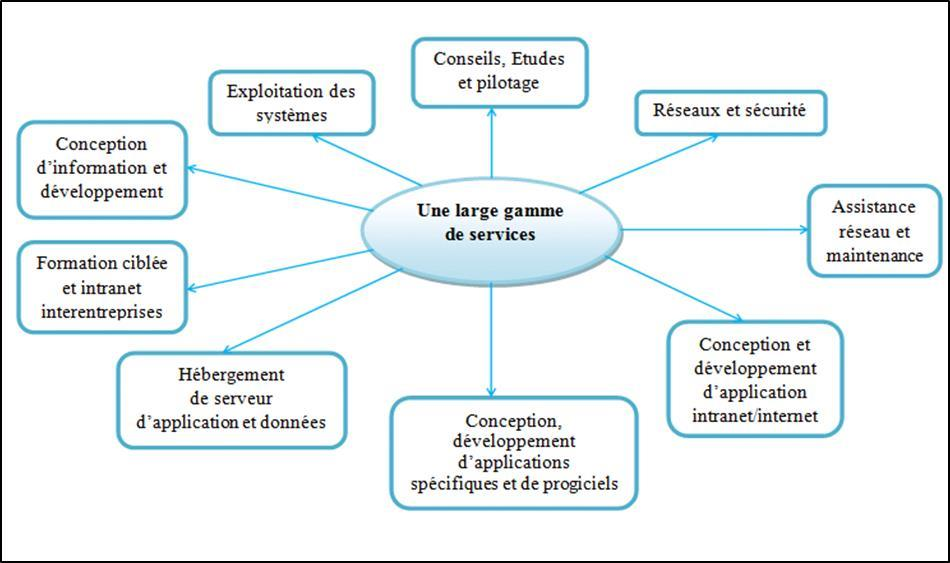 Conseils, Etudes
et pilotage
Exploitation des
systèmes
Réseaux et sécurité
Conception
d’information et
développement
Une large gamme
de services
Assistance
réseau et
maintenance
Formation ciblée
et intranet
interentreprises
Conception et
développement
d’application
intranet/internet
Hébergement
de serveur
d’application et données
Conception,
développement
d’applications
spécifiques et de progiciels